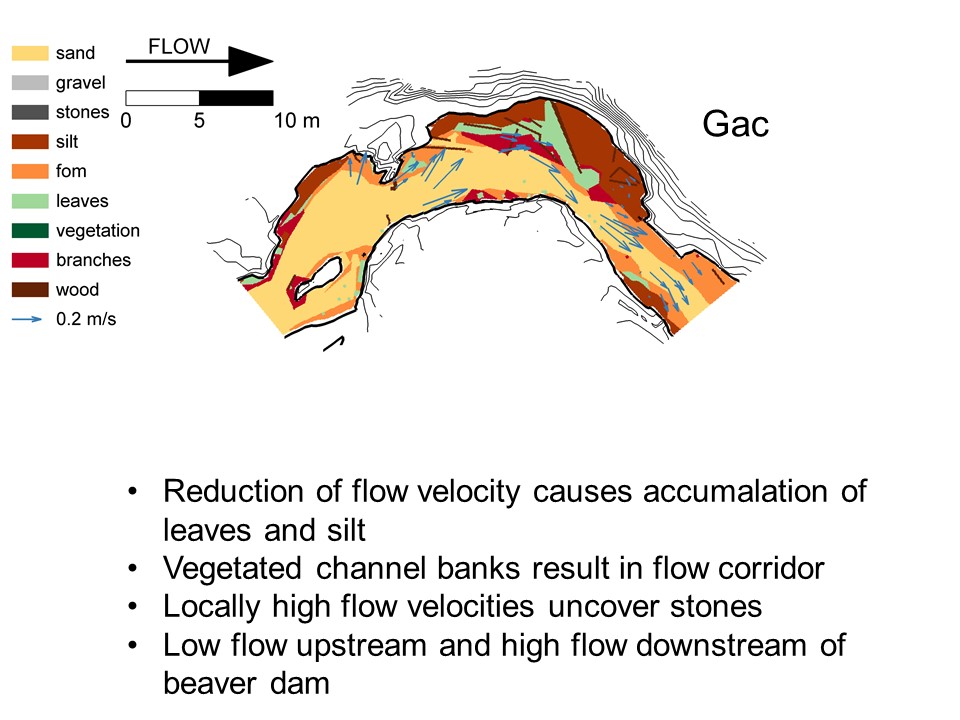 FLOW
sand
gravel
stones
silt
fom
leaves
vegetation
branches
wood
0.2 m/s
0 5 10 m
Gac
• Reduction of flow velocity causes accumalation of
leaves and silt
• Vegetated channel banks result in flow corridor
• Locally high flow velocities uncover stones
• Low flow upstream and high flow downstream of
beaver dam